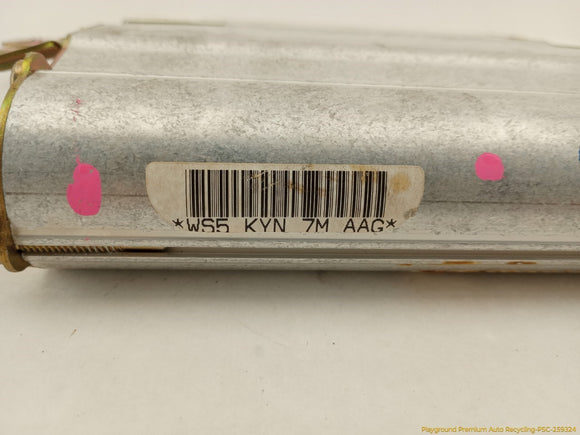 *WS5 KYN 7M AAG*
Playground Premium Auto Recycling-PSC-259324